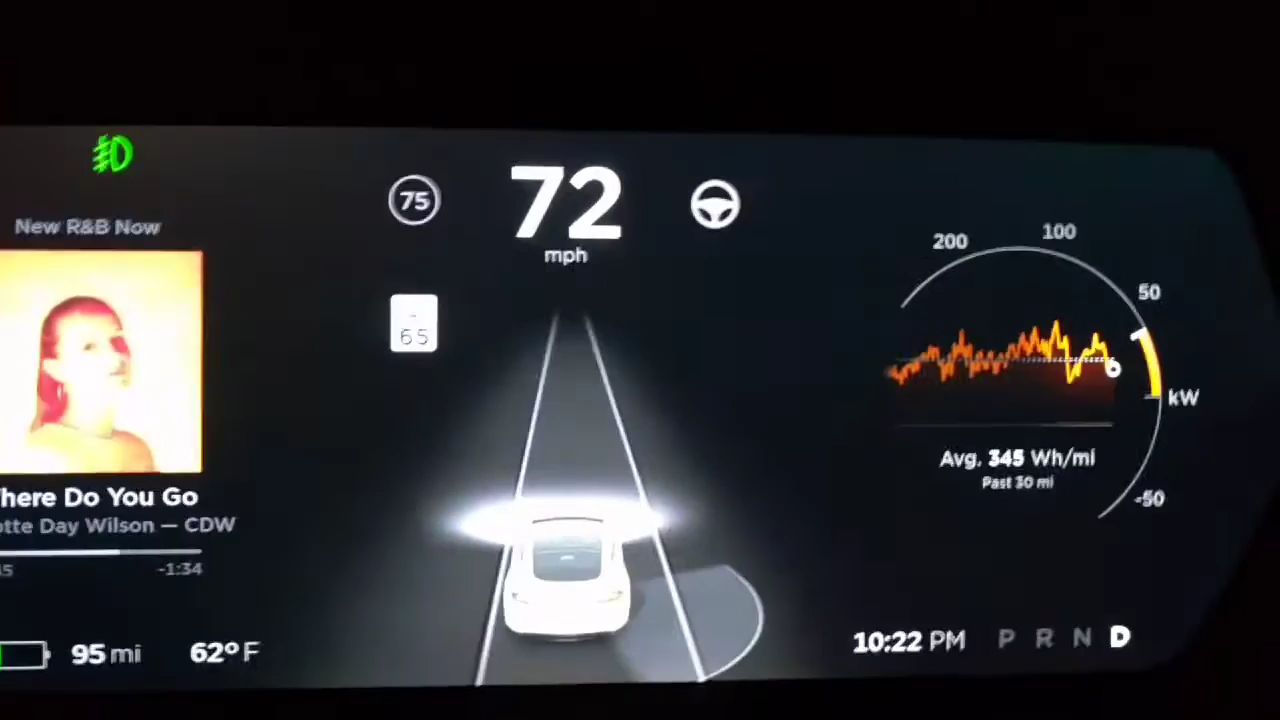 New R&B Now
here Do You Go
otte Day Wilson — CDW
-1:34
95 mi
62° F
75
72
mph
65
200
100
50
kW
-50
Avg. 345 Wh/mi
Past 30 mi
10:22 PM
P R N D